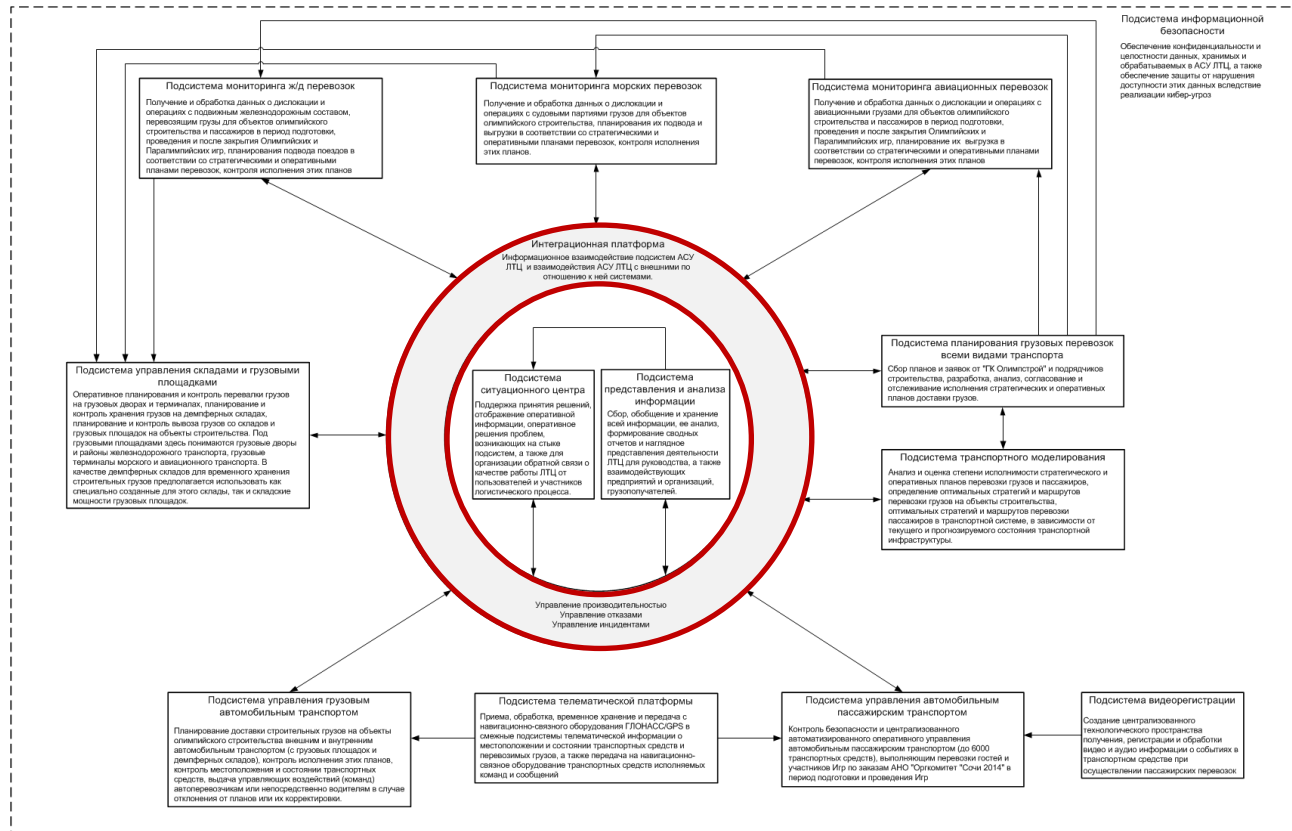 Подсистема информационной
безопасности
Обеспечение конфиденциальности и
целостности данных, хранимых и
обрабатываемых в АСУ ЛТЦ, а также
обеспечение защиты от нарушения
доступности этих данных вследствие
реализации кибер-угроз
Подсистема мониторинга ж/д перевозок
Получение и обработка данных о дислокации и
операциях с подвижным железнодорожным составом,
перевозящим грузы для объектов олимпийского
строительства и пассажиров в период подготовки,
проведения и после закрытия Олимпийских и
Паралимпийских игр, планирования подвода поездов в
соответствии со стратегическими и оперативными
планами перевозок, контроля исполнения этих планов
Подсистема мониторинга морских перевозок
Получение и обработка данных о дислокации и
операциях с судовыми партиями грузов для объектов
олимпийского строительства, планирования их подвода и
выгрузки в соответствии со стратегическими и
оперативными планами перевозок, контроля исполнения
этих планов.
Подсистема мониторинга авиационных перевозок
Получение и обработка данных о дислокации и операциях с
авиационными грузами для объектов олимпийского
строительства и пассажиров в период подготовки,
проведения и после закрытия Олимпийских и
Паралимпийских игр, планирование их выгрузка в
соответствии со стратегическими и оперативными планами
перевозок, контроля исполнения этих планов
Интеграционная платформа
Информационное взаимодействие подсистем АСУ
ЛТЦ и взаимодействия АСУ ЛТЦ с внешними по
отношению к ней системами.
Подсистема управления складами и грузовыми
площадками
Оперативное планирования и контроль перевалки грузов
на грузовых дворах и терминалах, планирование и
контроль хранения грузов на демпферных складах,
планирование и контроль вывоза грузов со складов и
грузовых площадок на объекты строительства. Под
грузовыми площадками здесь понимаются грузовые дворы
и районы железнодорожного транспорта, грузовые
терминалы морского и авиационного транспорта. В
качестве демпферных складов для временного хранения
строительных грузов предполагается использовать как
специально созданные для этого склады, так и складские
мощности грузовых площадок.
Подсистема
ситуационного центра
Поддержка принятия решений,
отображение оперативной
информации, оперативное
решения проблем,
возникающих на стыке
подсистем, а также для
организации обратной связи о
качестве работы ЛТЦ от
пользователей и участников
логистического процесса.
Подсистема
представления и анализа
информации
Сбор, обобщение и хранение
всей информации, ее анализ,
формирование сводных
отчетов и наглядное
представления деятельности
ЛТЦ для руководства, а также
взаимодействующих
предприятий и организаций,
грузополучателей.
Подсистема планирования грузовых перевозок
всеми видами транспорта
Сбор планов и заявок от "ГК Олимпстрой" и подрядчиков
строительства, разработка, анализ, согласование и
отслеживание исполнения стратегических и оперативных
планов доставки грузов.
Подсистема транспортного моделирования
Анализ и оценка степени исполнимости стратегического и
оперативных планов перевозки грузов и пассажиров,
определение оптимальных стратегий и маршрутов
перевозки грузов на объекты строительства,
оптимальных стратегий и маршрутов перевозки
пассажиров в транспортной системе, в зависимости от
текущего и прогнозируемого состояния транспортной
инфраструктуры.
Управление производительностью
Управление отказами
Управление инцидентами
Подсистема управления грузовым
автомобильным транспортом
Планирование доставки строительных грузов на объекты
олимпийского строительства внешним и внутренним
автомобильным транспортом (с грузовых площадок и
демпферных складов), контроль исполнения этих планов,
контроль местоположения и состоянии транспортных
средств, выдача управляющих воздействий (команд)
автоперевозчикам или непосредственно водителям в случае
отклонения от планов или их корректировки.
Подсистема телематической платформы
Приема, обработка, временное хранение и передача с
навигационно-связного оборудования ГЛОНАСС/GPS в
смежные подсистемы телематической информации о
местоположении и состоянии транспортных средств и
перевозимых грузов, а также передача на навигационно-
связное оборудование транспортных средств исполняемых
команд и сообщений
Подсистема управления автомобильным
пассажирским транспортом
Контроль безопасности и централизованного
автоматизированного оперативного управления
автомобильным пассажирским транспортом (до 6000
транспортных средств), выполняющим перевозки гостей и
участников Игр по заказам АНО "Оргкомитет "Сочи 2014" в
период подготовки и проведения Игр
Подсистема видеорегистрации
Создание централизованного
технологического пространства
получения, регистрации и обработки
видео и аудио информации о событиях в
транспортном средстве при
осуществлении пассажирских перевозок